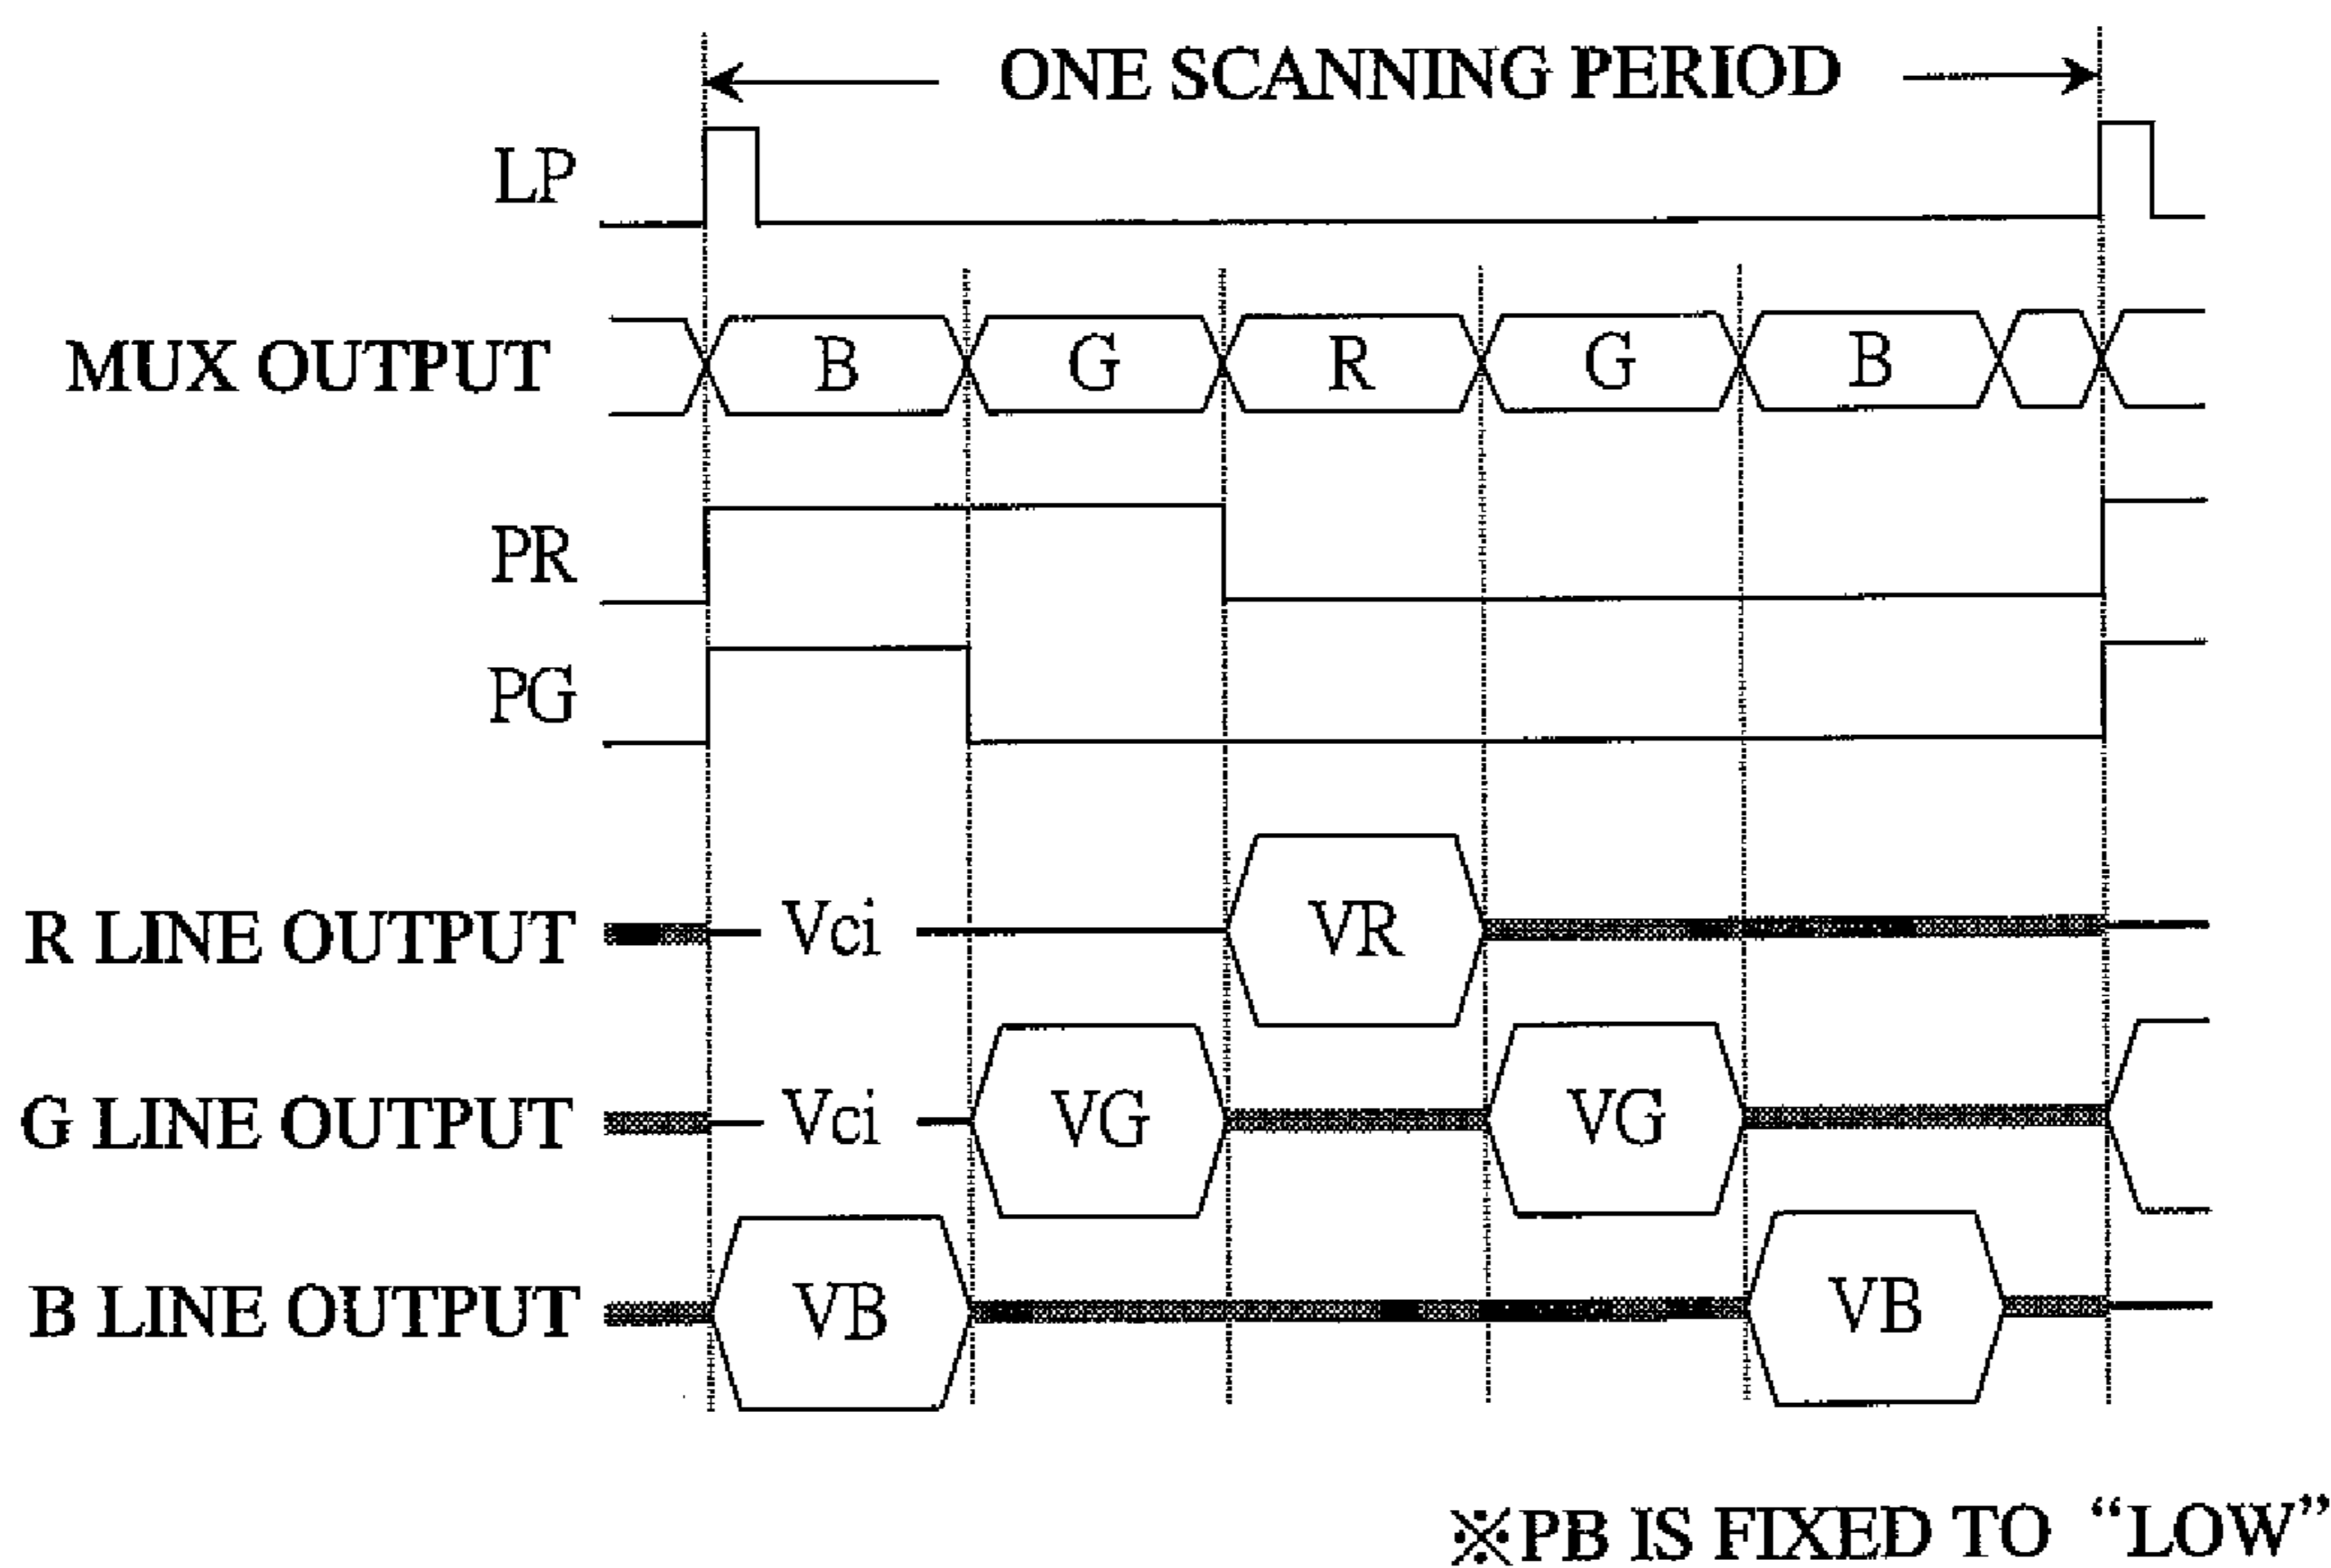 ONE SCANNING PERIOD
LP
MUX OUTPUT B G R G B
PR
PG
R LINE OUTPUT Vci VR
G LINE OUTPUT Vci VG VG
B LINE OUTPUT VB VB
※PB IS FIXED TO “LOW”